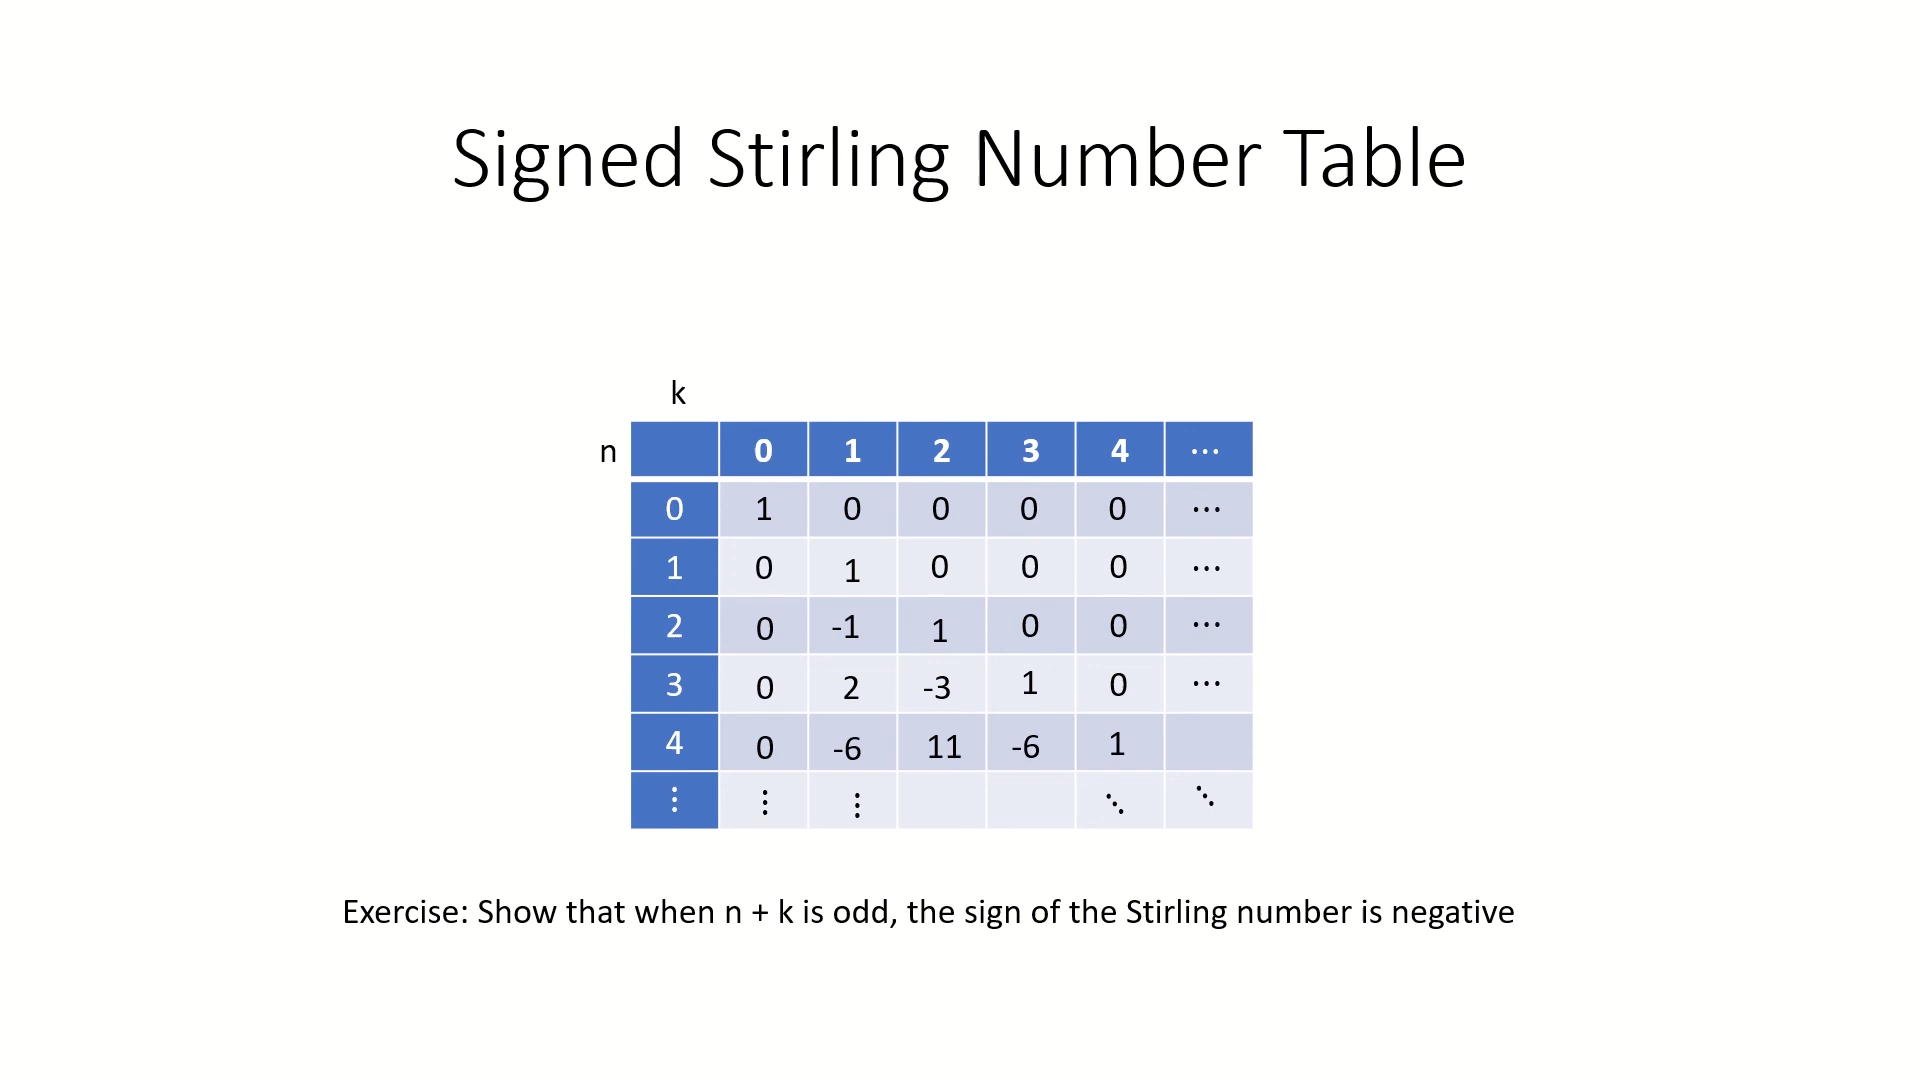 Signed Stirling Number Table
k
n 0 1 2 3 4 ⋯
0 1 0 0 0 0 ⋯
1 0 1 0 0 0 ⋯
2 0 -1 1 0 0 ⋯
3 0 2 -3 1 0 ⋯
4 0 -6 11 -6 1
⋮ ⋮ ⋮ ⋱ ⋱
Exercise: Show that when n + k is odd, the sign of the Stirling number is negative